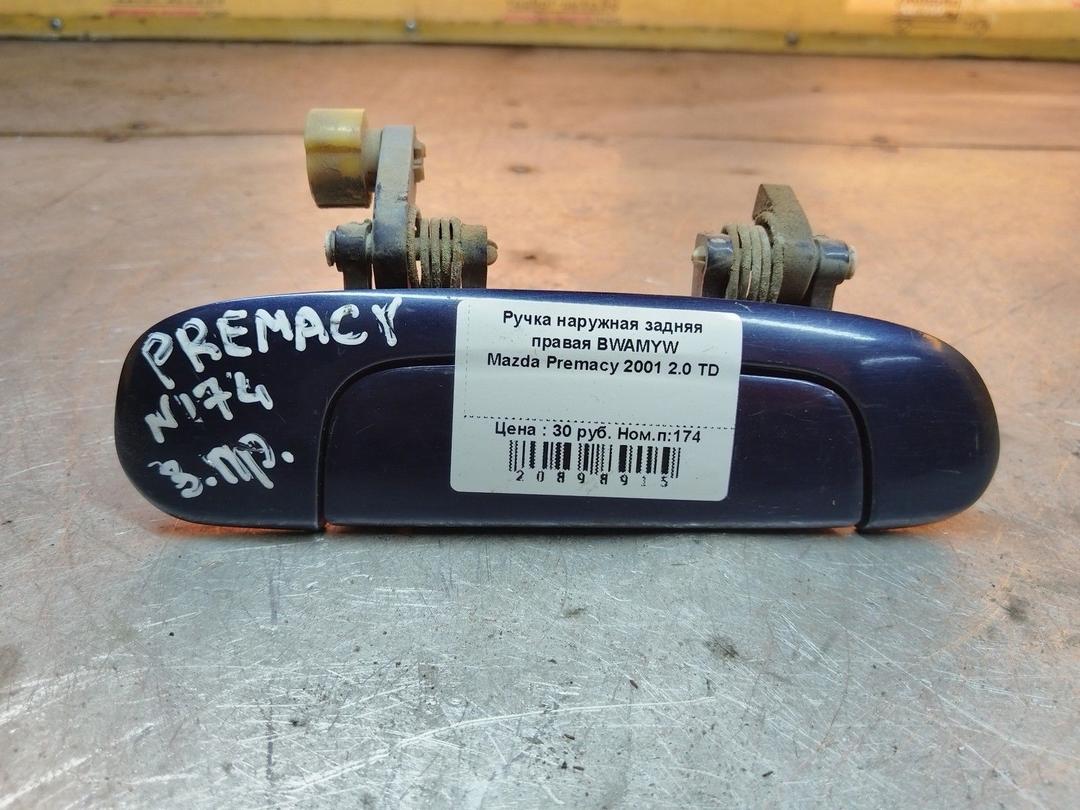 PREMACY
N174
З.ПР.
Ручка наружная задняя
правая BWAMYW
Mazda Premacy 2001 2.0 TD
Цена : 30 руб. Ном.п:174
20898915